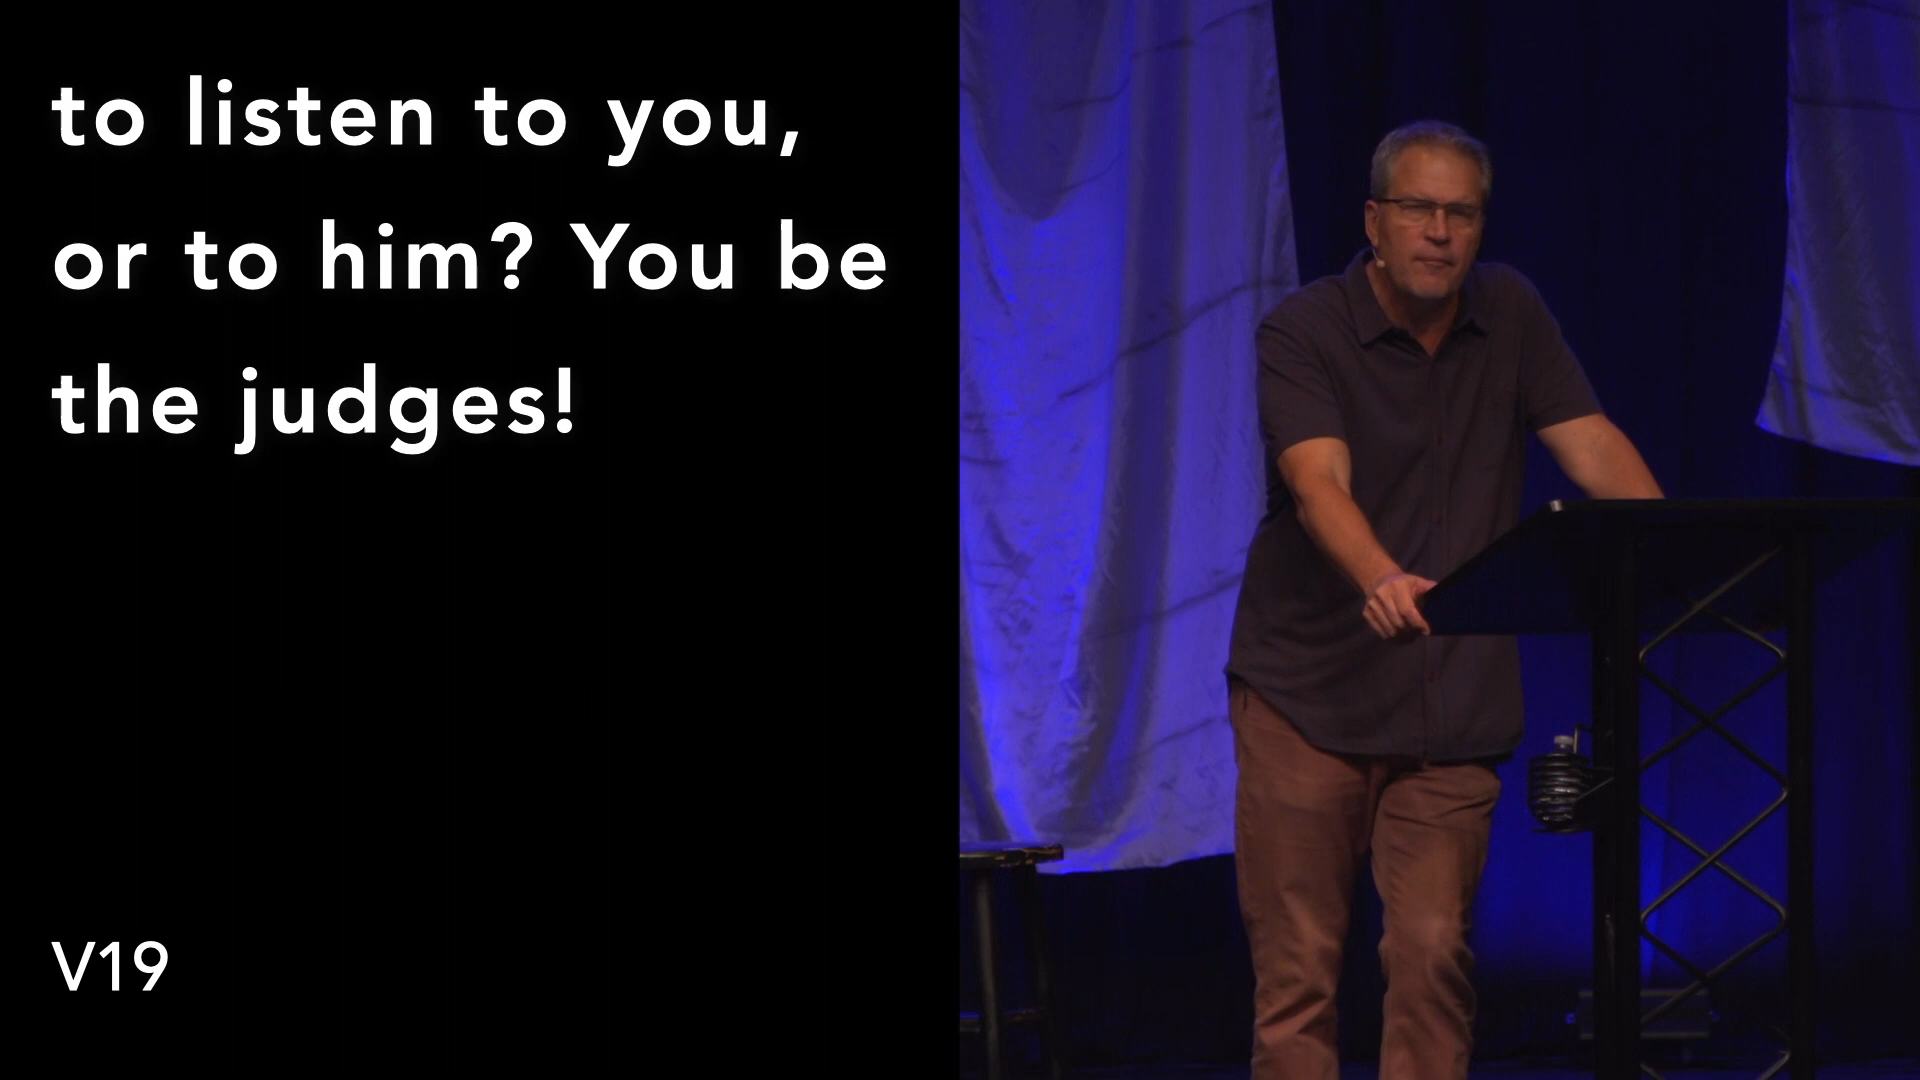 to listen to you,
or to him? You be
the judges!
V19